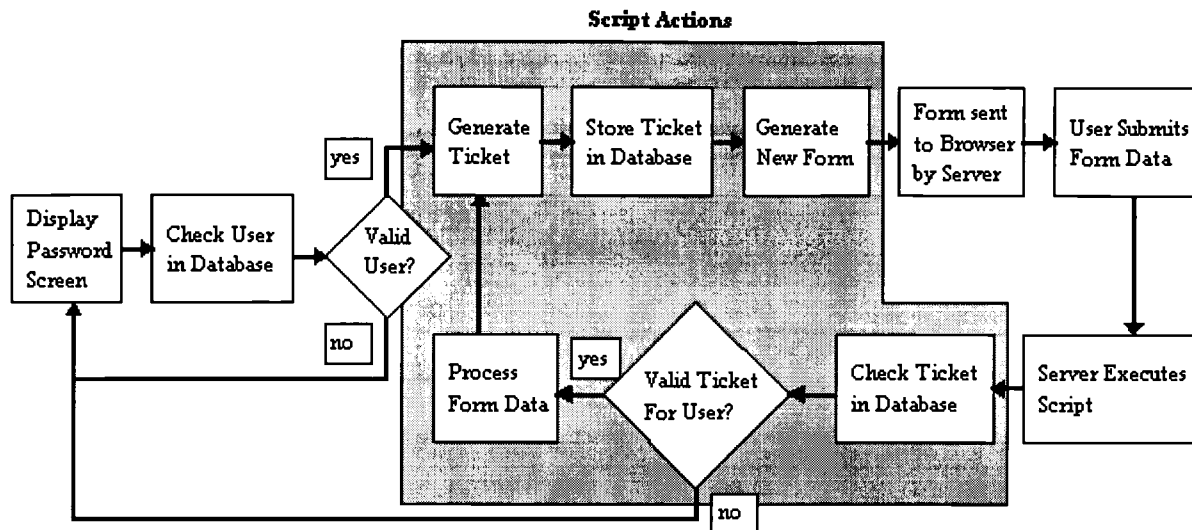 Script Actions
yes
Generate
Ticket
Store Ticket
in Database
Generate
New Form
Form sent
to Browser
by Server
User Submits
Form Data
Display
Password
Screen
Check User
in Database
Valid
User?
no
Process
Form Data
yes
Valid Ticket
For User?
Check Ticket
in Database
Server Executes
Script
no